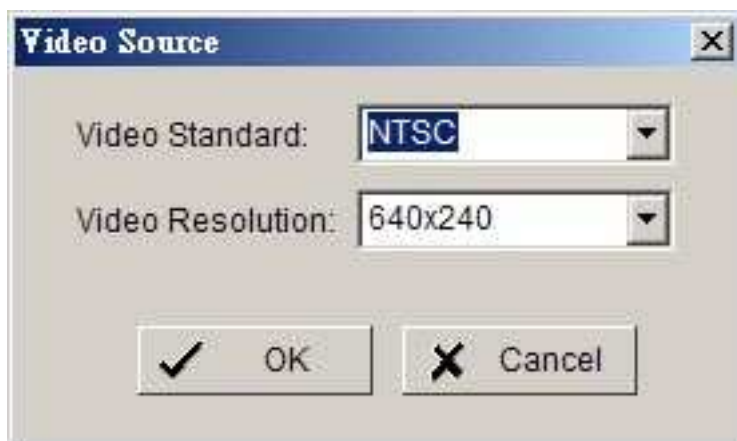 Video Source
Video Standard: NTSC
Video Resolution: 640x240
OK Cancel